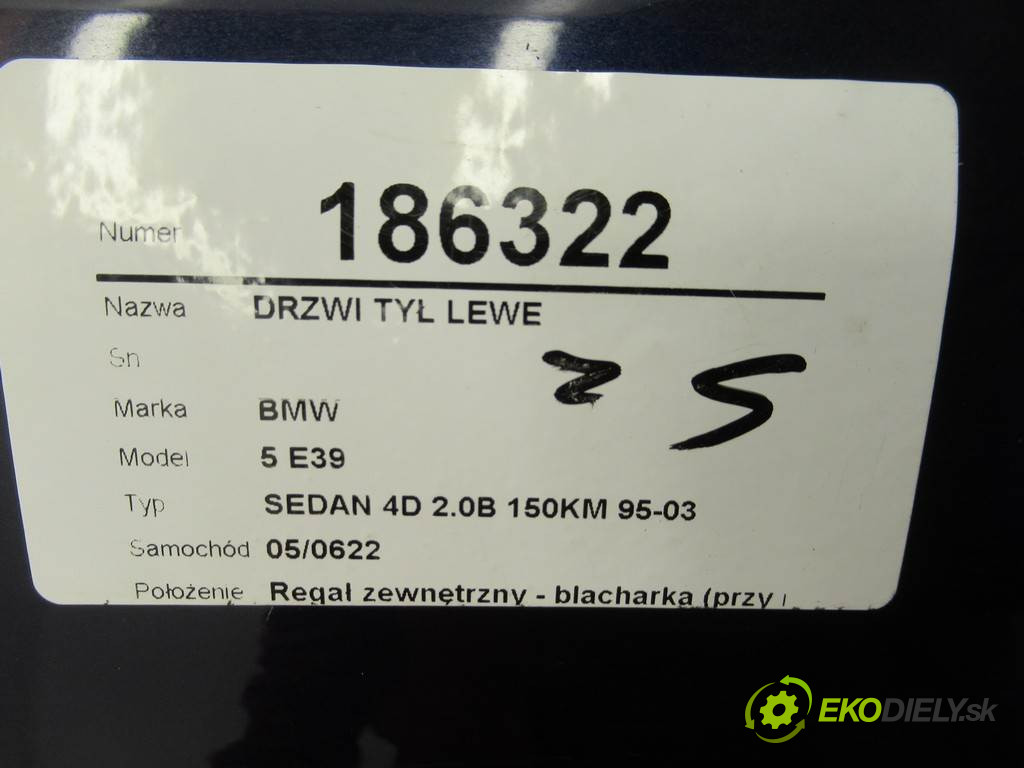 Numer 186322
Nazwa DRZWI TYŁ LEWE
Sn
Marka BMW
Model 5 E39
Typ SEDAN 4D 2.0B 150KM 95-03
Samochód 05/0622
Położenie Regał zewnętrzny - blacharka (przy
EKODIELY.sk